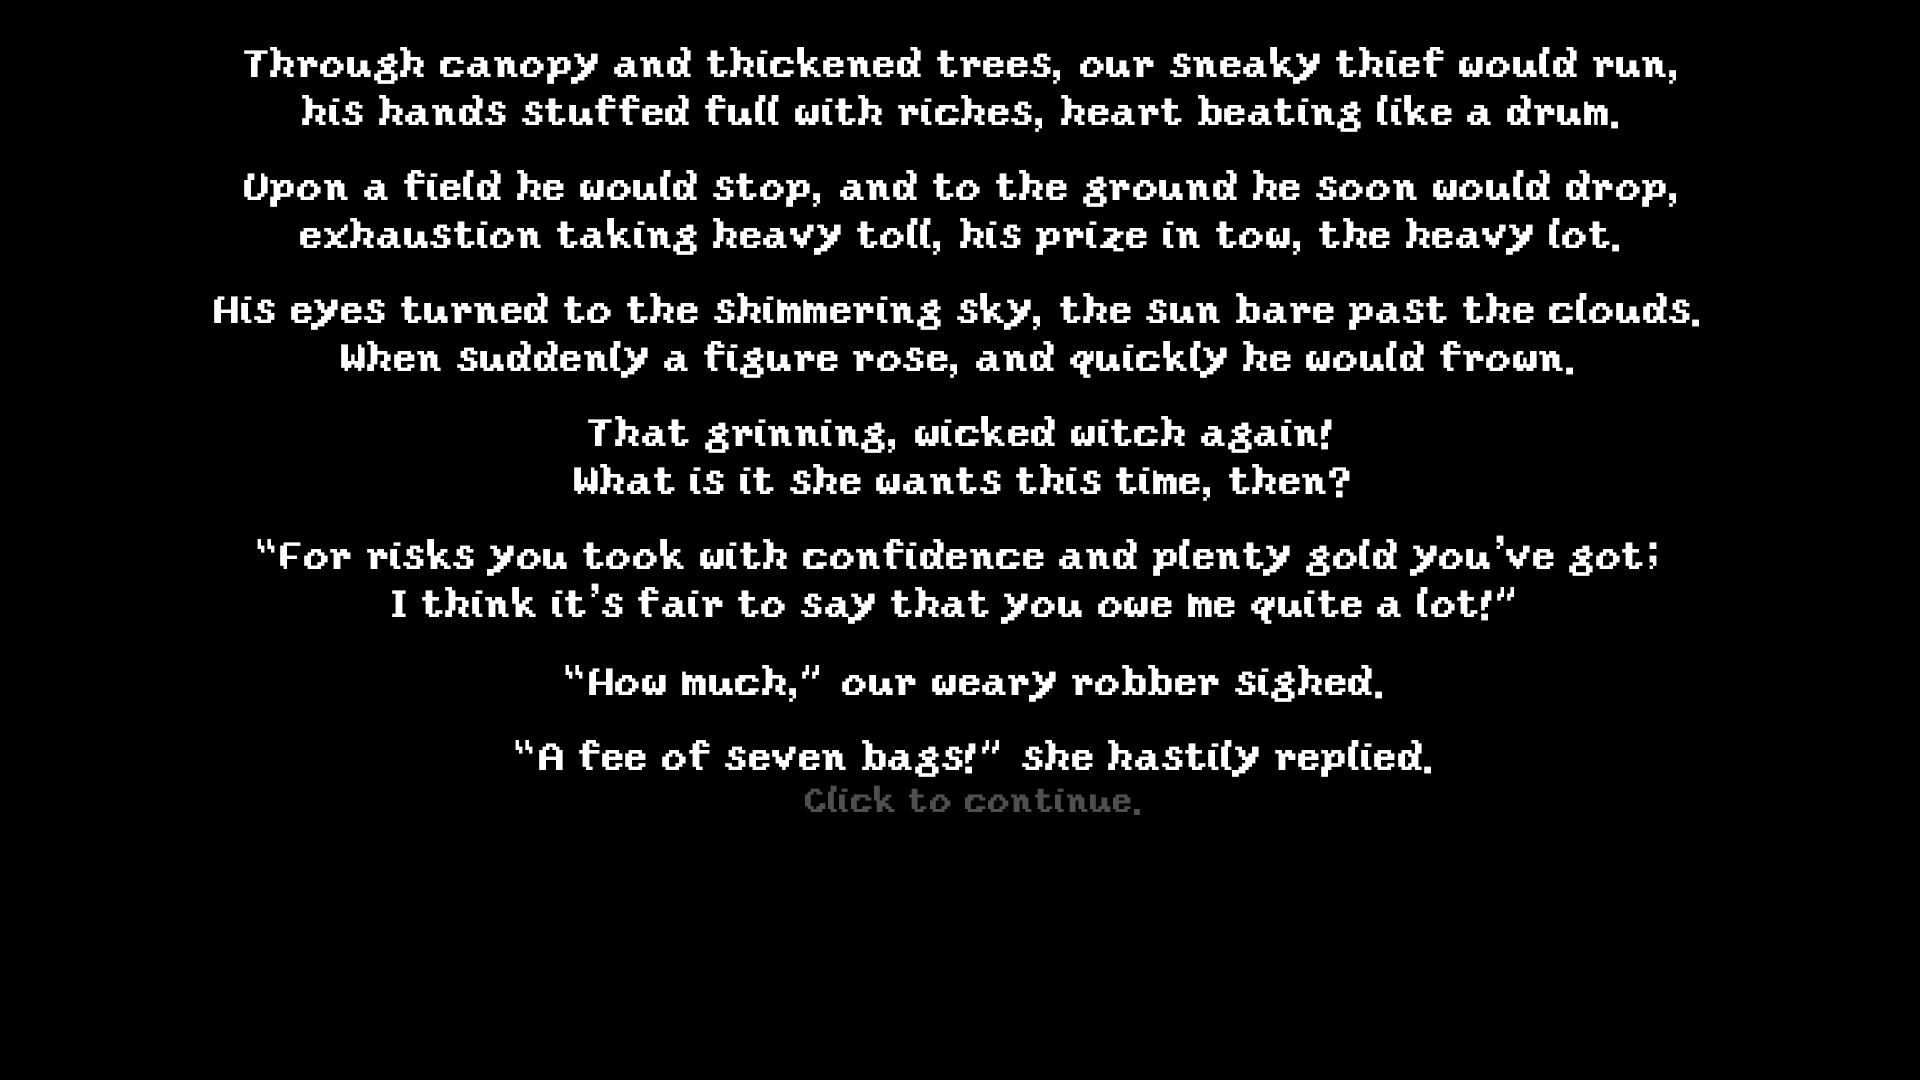 Through canopy and thickened trees, our sneaky thief would run,
his hands stuffed full with riches, heart beating like a drum.
Upon a field he would stop, and to the ground he soon would drop,
exhaustion taking heavy toll, his prize in tow, the heavy lot.
His eyes turned to the shimmering sky, the sun bare past the clouds.
When suddenly a figure rose, and quickly he would frown.
That grinning, wicked witch again!
What is it she wants this time, then?
“For risks you took with confidence and plenty gold you’ve got;
I think it’s fair to say that you owe me quite a lot!”
“How much,” our weary robber sighed.
“A fee of seven bags!” she hastily replied.
Click to continue.